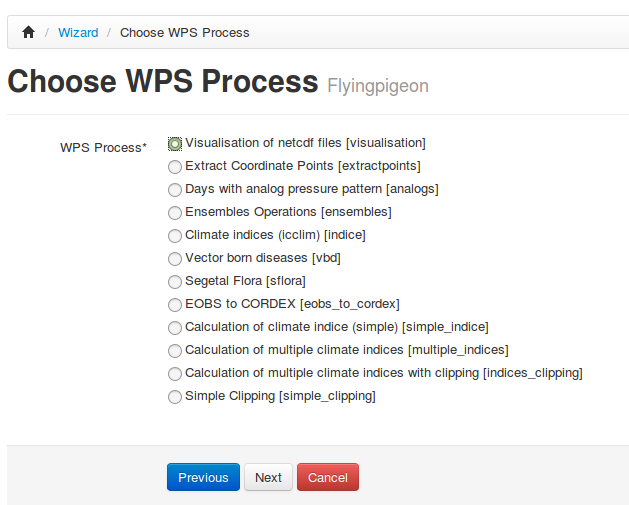 / Wizard / Choose WPS Process
Choose WPS Process Flyingpigeon
WPS Process*
Visualisation of netcdf files [visualisation]
Extract Coordinate Points [extractpoints]
Days with analog pressure pattern [analogs]
Ensembles Operations [ensembles]
Climate indices (icclim) [indice]
Vector born diseases [vbd]
Segetal Flora [sflora]
EOBS to CORDEX [eobs_to_cordex]
Calculation of climate indice (simple) [simple_indice]
Calculation of multiple climate indices [multiple_indices]
Calculation of multiple climate indices with clipping [indices_clipping]
Simple Clipping [simple_clipping]
Previous Next Cancel